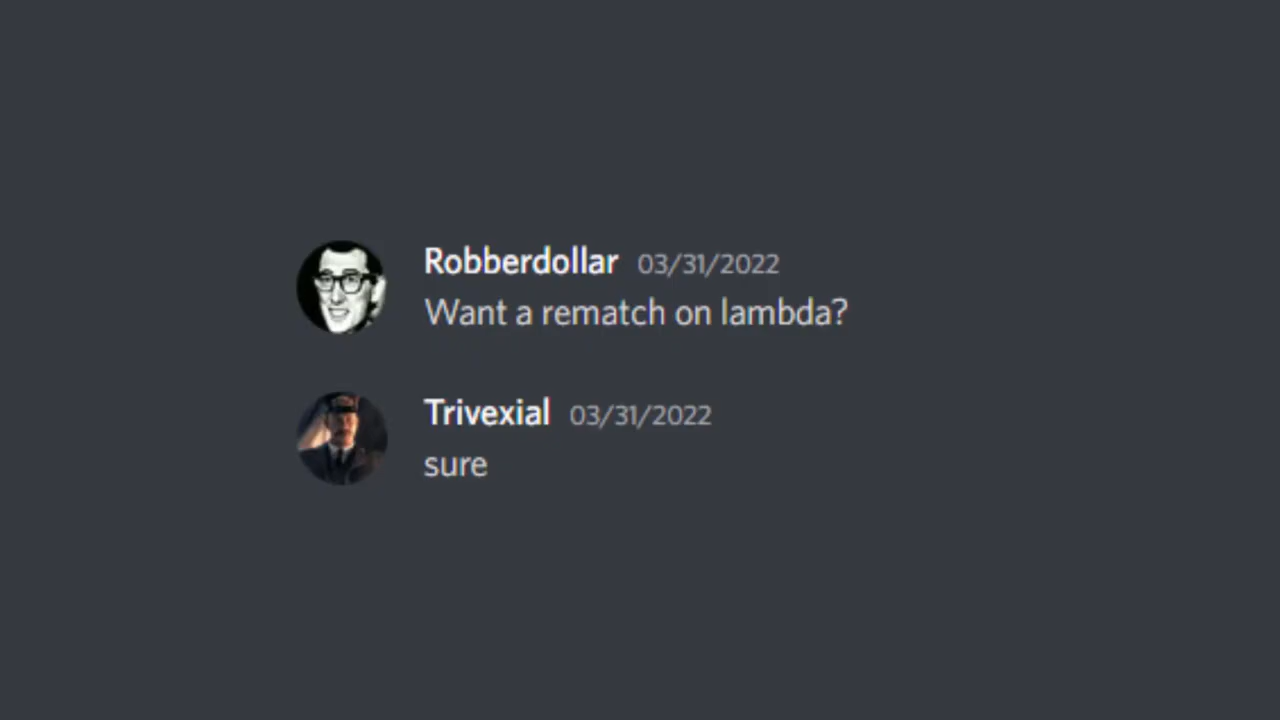 Robberdollar 03/31/2022
Want a rematch on lambda?
Trivexial 03/31/2022
sure